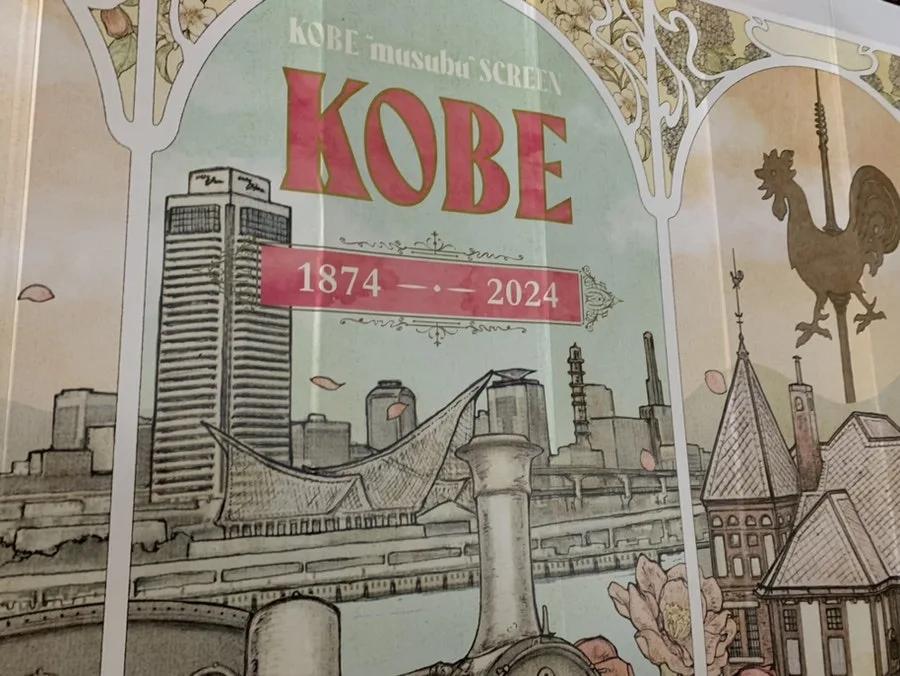 KOBE "musubu" SCREEN
KOBE
1874 —・— 2024